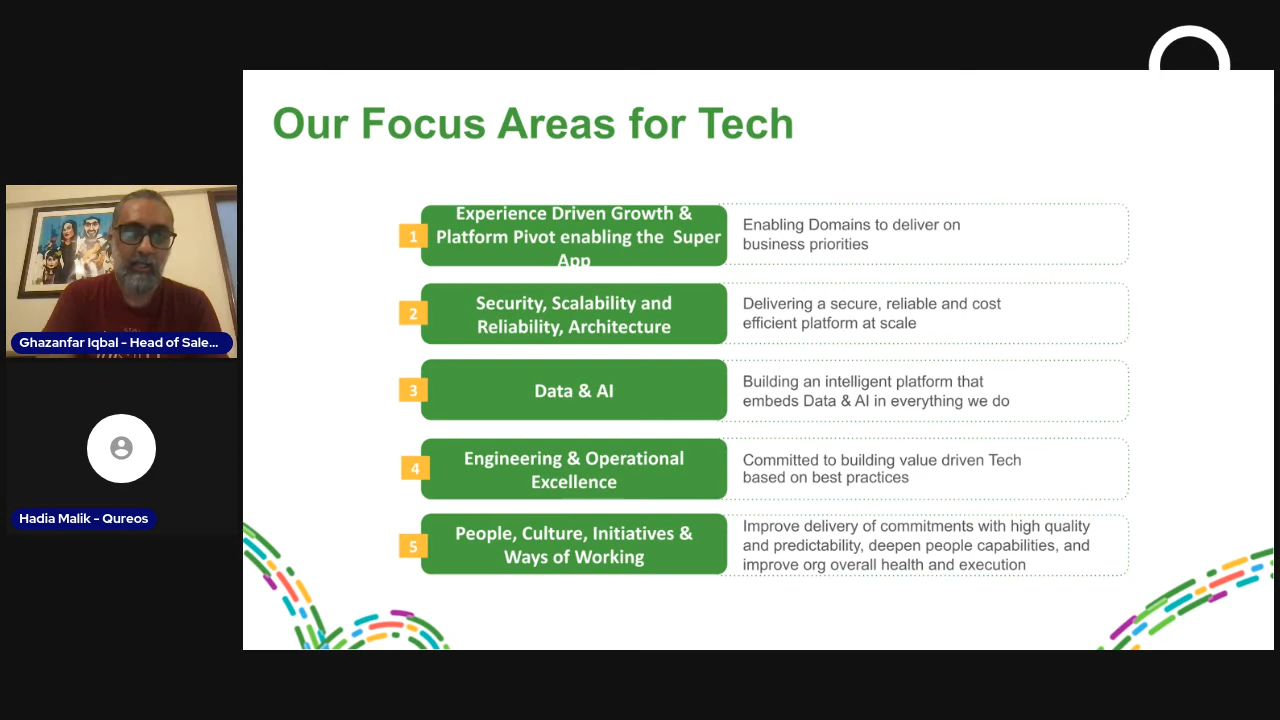 Our Focus Areas for Tech
1
Experience Driven Growth &
Platform Pivot enabling the Super
App
Enabling Domains to deliver on
business priorities
2
Security, Scalability and
Reliability, Architecture
Delivering a secure, reliable and cost
efficient platform at scale
3
Data & AI
Building an intelligent platform that
embeds Data & AI in everything we do
4
Engineering & Operational
Excellence
Committed to building value driven Tech
based on best practices
5
People, Culture, Initiatives &
Ways of Working
Improve delivery of commitments with high quality
and predictability, deepen people capabilities, and
improve org overall health and execution
Ghazanfar Iqbal - Head of Sale...
Hadia Malik - Qureos